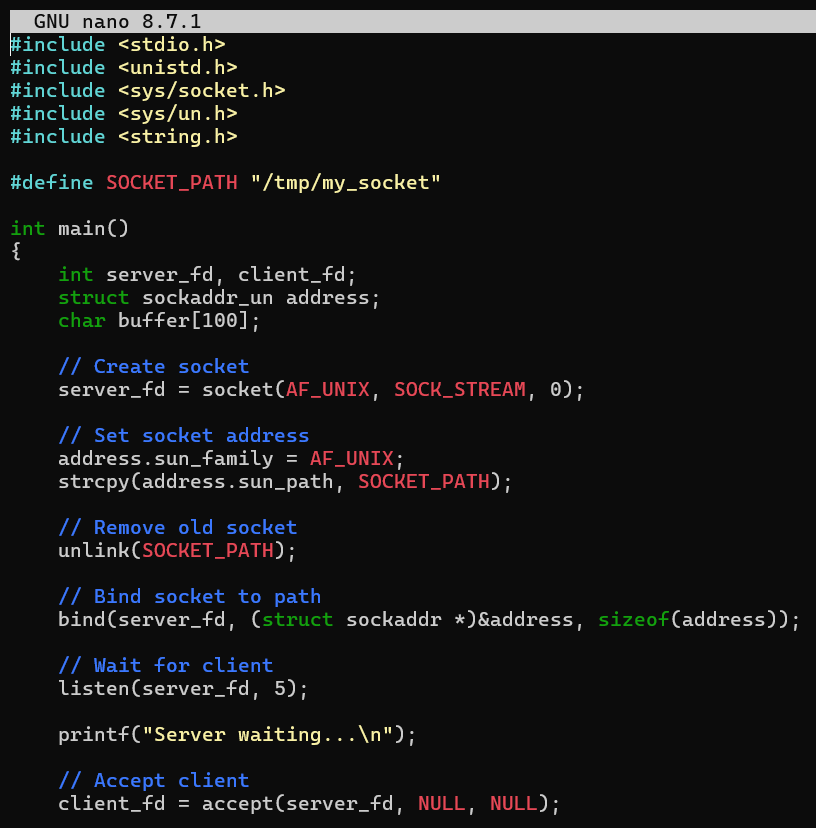 GNU nano 8.7.1
#include <stdio.h>
#include <unistd.h>
#include <sys/socket.h>
#include <sys/un.h>
#include <string.h>

#define SOCKET_PATH "/tmp/my_socket"

int main()
{
    int server_fd, client_fd;
    struct sockaddr_un address;
    char buffer[100];

    // Create socket
    server_fd = socket(AF_UNIX, SOCK_STREAM, 0);

    // Set socket address
    address.sun_family = AF_UNIX;
    strcpy(address.sun_path, SOCKET_PATH);

    // Remove old socket
    unlink(SOCKET_PATH);

    // Bind socket to path
    bind(server_fd, (struct sockaddr *)&address, sizeof(address));

    // Wait for client
    listen(server_fd, 5);

    printf("Server waiting...\n");

    // Accept client
    client_fd = accept(server_fd, NULL, NULL);